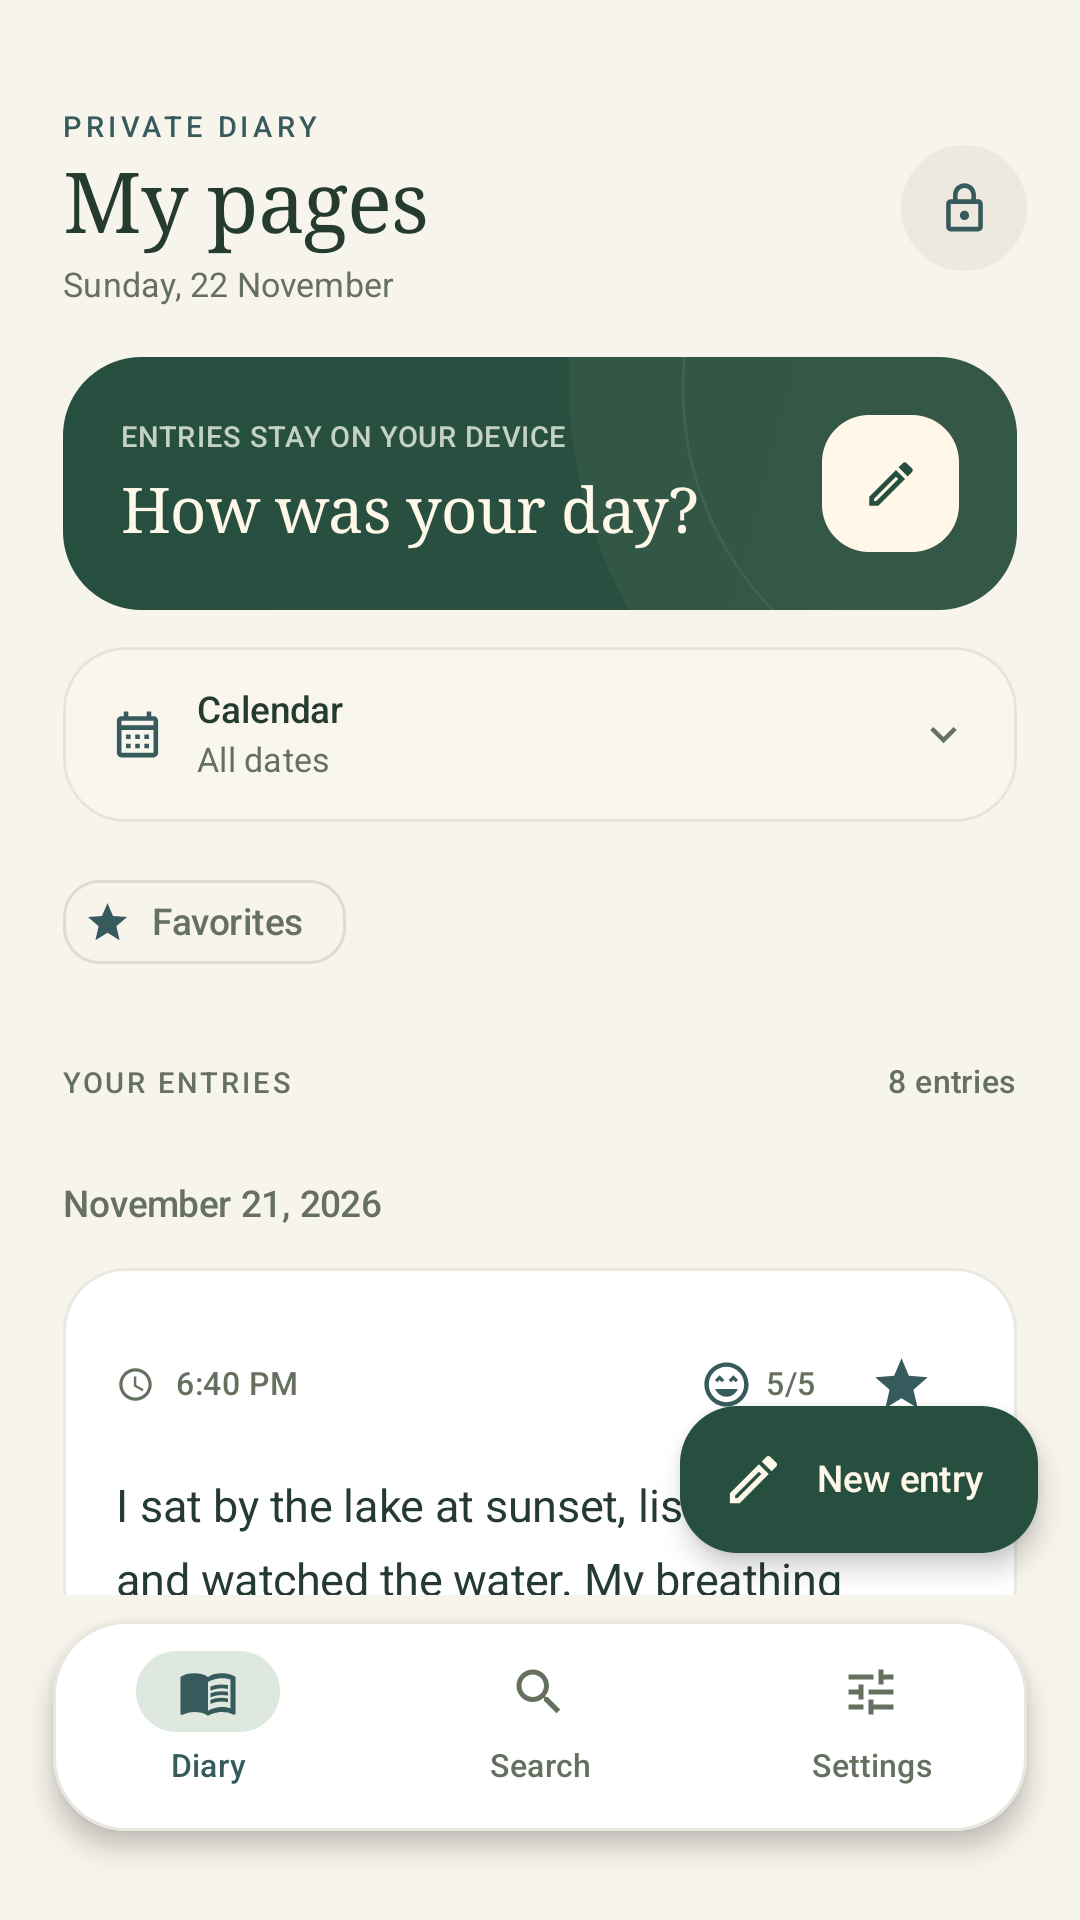 PRIVATE DIARY
My pages
Sunday, 22 November
ENTRIES STAY ON YOUR DEVICE
How was your day?
Calendar
All dates
Favorites
YOUR ENTRIES
8 entries
November 21, 2026
6:40 PM
5/5
I sat by the lake at sunset, lis
New entry
and watched the water. My breathing
Diary
Search
Settings